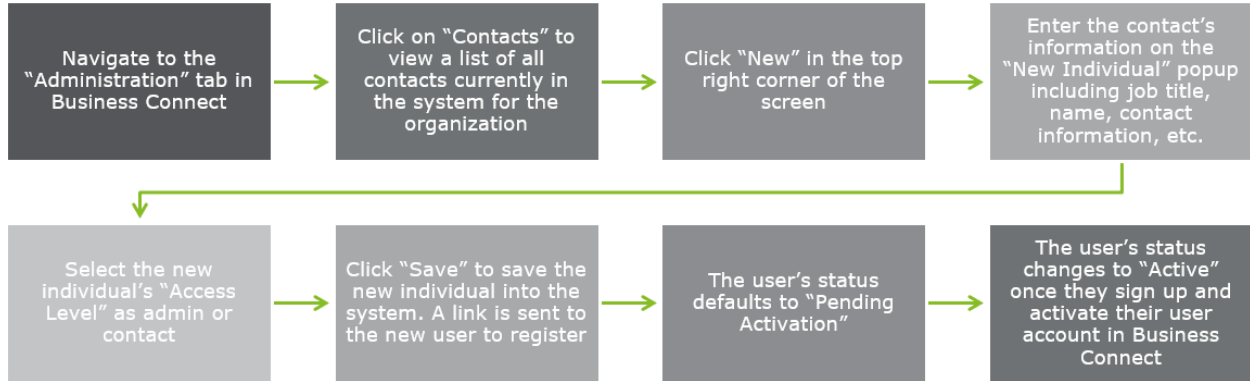 Navigate to the
“Administration” tab in
Business Connect
Click on “Contacts” to
view a list of all
contacts currently in
the system for the
organization
Click “New” in the top
right corner of the
screen
Enter the contact’s
information on the
“New Individual” popup
including job title,
name, contact
information, etc.
Select the new
individual’s “Access
Level” as admin or
contact
Click “Save” to save the
new individual into the
system. A link is sent to
the new user to register
The user’s status
defaults to “Pending
Activation”
The user’s status
changes to “Active”
once they sign up and
activate their user
account in Business
Connect